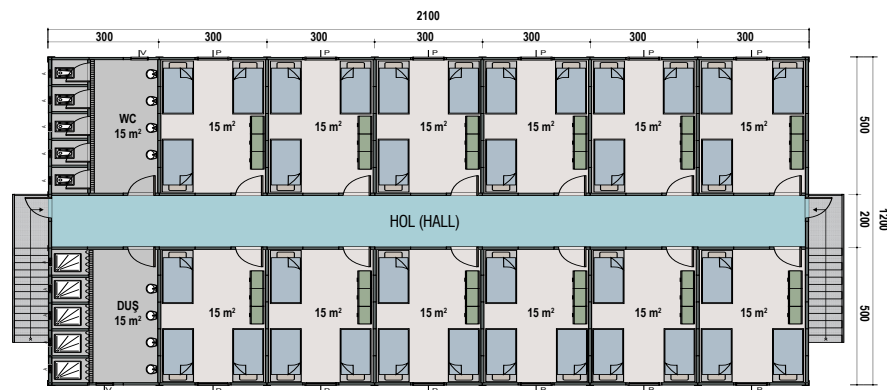 2100
300 300 300 300 300 300 300
V P P P P P P
WC
15 m²
15 m² 15 m² 15 m² 15 m² 15 m² 15 m²
500
HOL (HALL)
200
1200
DUŞ
15 m²
15 m² 15 m² 15 m² 15 m² 15 m² 15 m²
500
V P P P P P P